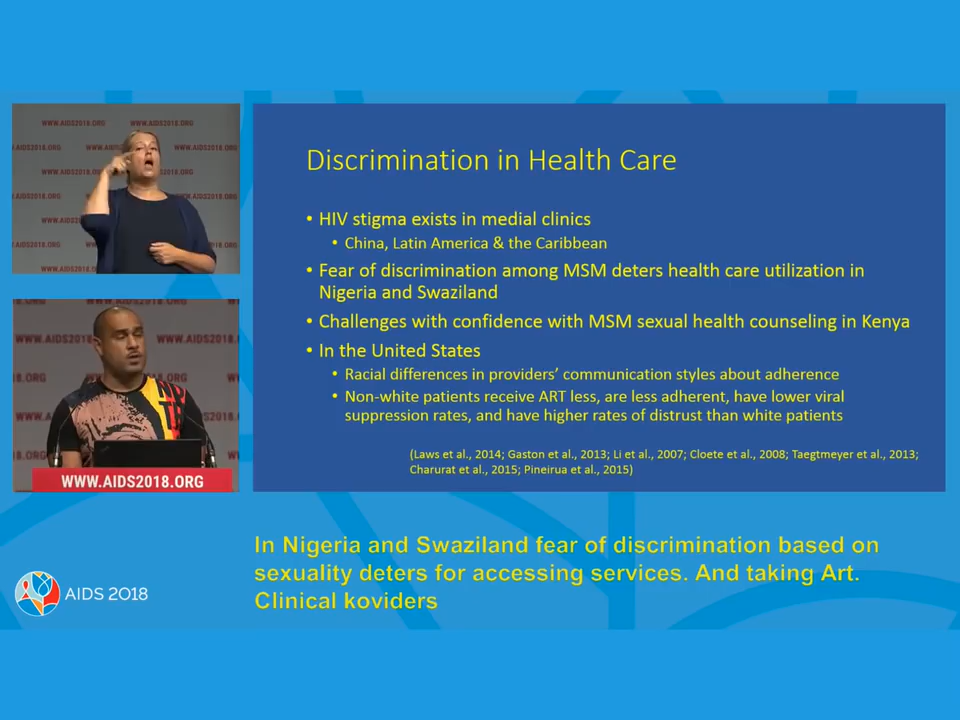 WWW.AIDS2018.ORG WWW.AIDS2018.ORG
WWW.AIDS2018.ORG
Discrimination in Health Care
• HIV stigma exists in medial clinics
• China, Latin America & the Caribbean
• Fear of discrimination among MSM deters health care utilization in
Nigeria and Swaziland
• Challenges with confidence with MSM sexual health counseling in Kenya
• In the United States
• Racial differences in providers’ communication styles about adherence
• Non-white patients receive ART less, are less adherent, have lower viral
suppression rates, and have higher rates of distrust than white patients
(Laws et al., 2014; Gaston et al., 2013; Li et al., 2007; Cloete et al., 2008; Taegtmeyer et al., 2013;
Charurat et al., 2015; Pineirua et al., 2015)
In Nigeria and Swaziland fear of discrimination based on
sexuality deters for accessing services. And taking Art.
Clinical koviders
AIDS 2018